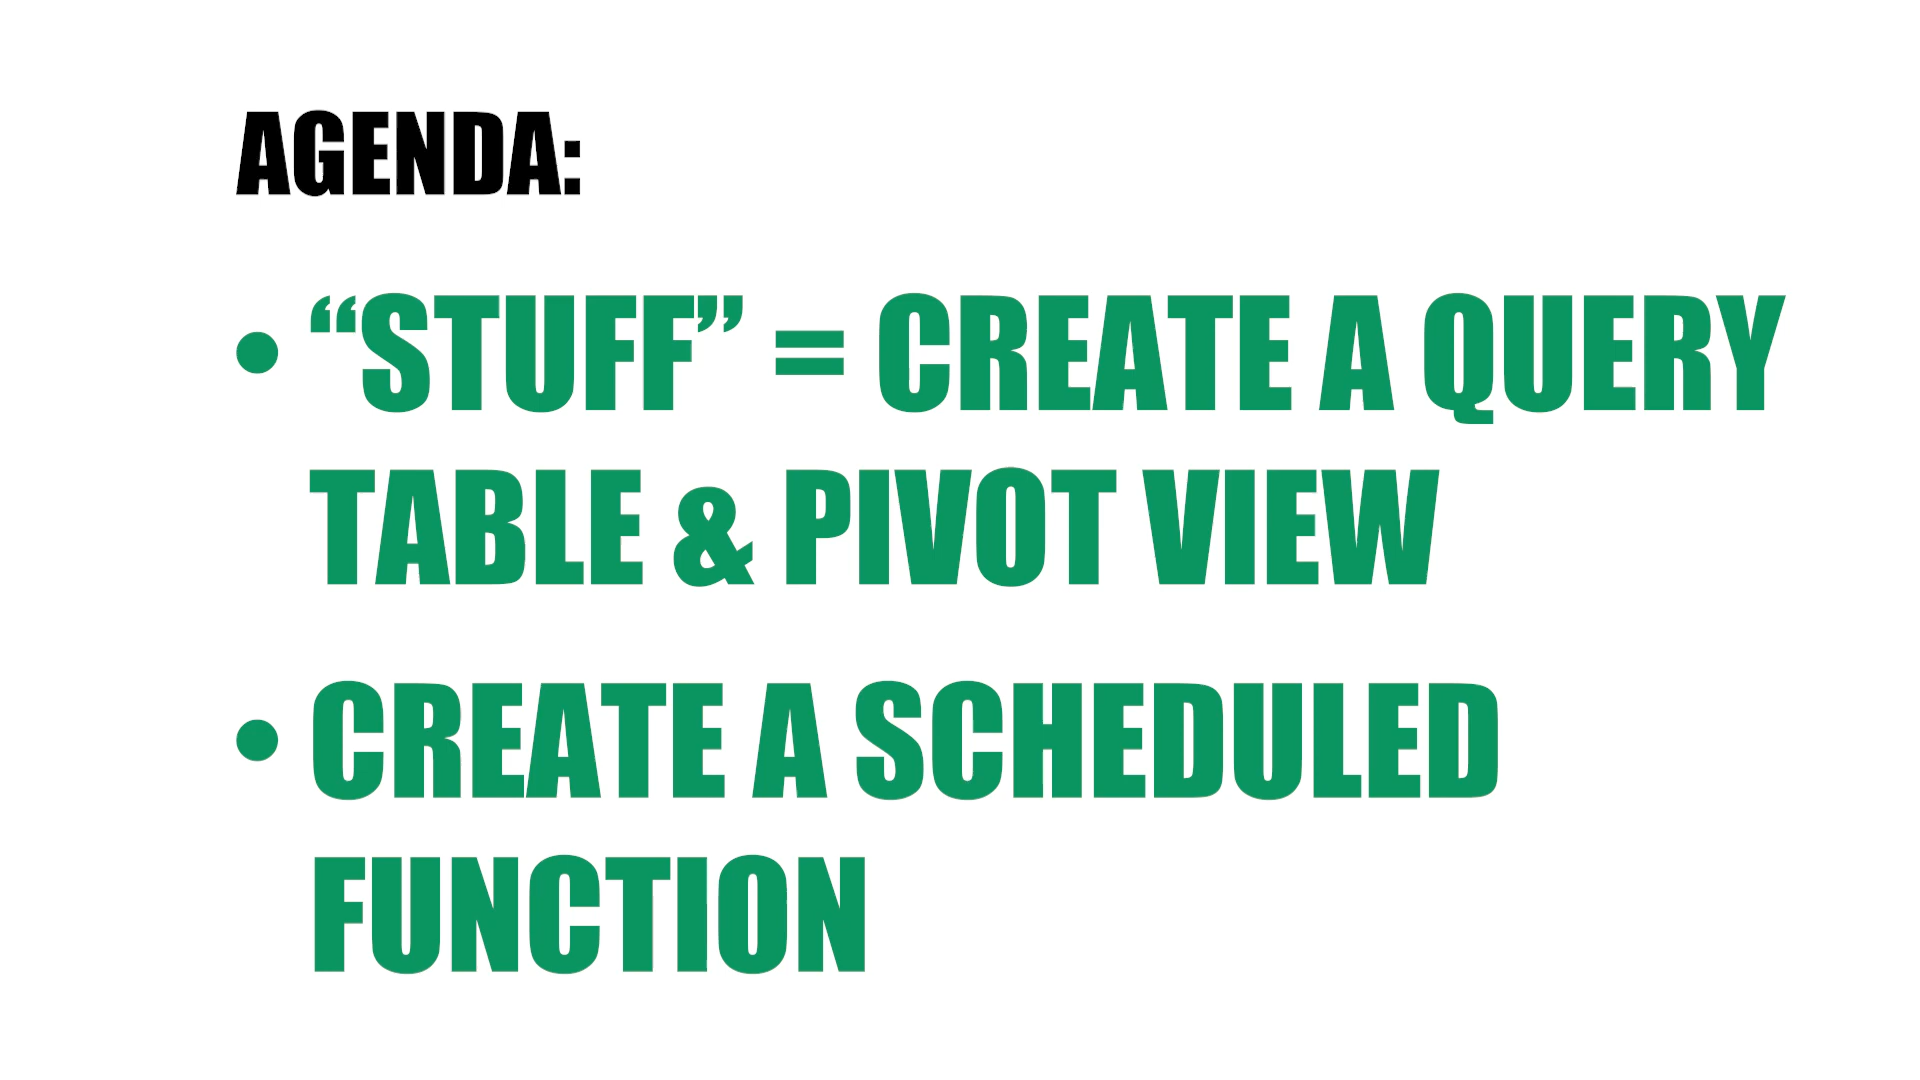 AGENDA:
• “STUFF” = CREATE A QUERY
TABLE & PIVOT VIEW
• CREATE A SCHEDULED
FUNCTION